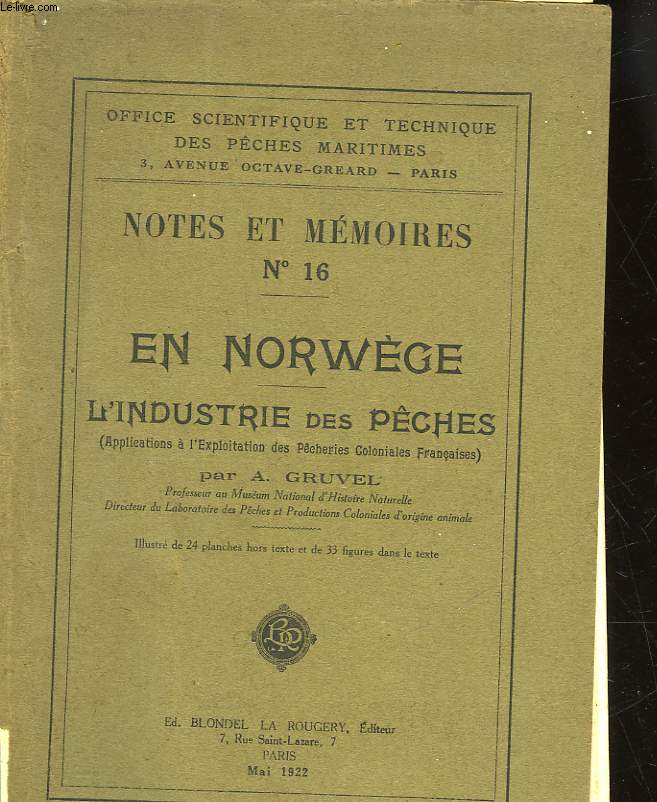 Le-livre.com
OFFICE SCIENTIFIQUE ET TECHNIQUE
DES PÊCHES MARITIMES
3, AVENUE OCTAVE-GREARD — PARIS
NOTES ET MÉMOIRES
N° 16
EN NORWÈGE
L'INDUSTRIE DES PÊCHES
(Applications à l'Exploitation des Pêcheries Coloniales Françaises)
par A. GRUVEL
Professeur au Muséum National d'Histoire Naturelle
Directeur du Laboratoire des Pêches et Productions Coloniales d'origine animale
Illustré de 24 planches hors texte et de 33 figures dans le texte
BLR
Ed. BLONDEL LA ROUGERY, Éditeur
7, Rue Saint-Lazare, 7
PARIS
Mai 1922